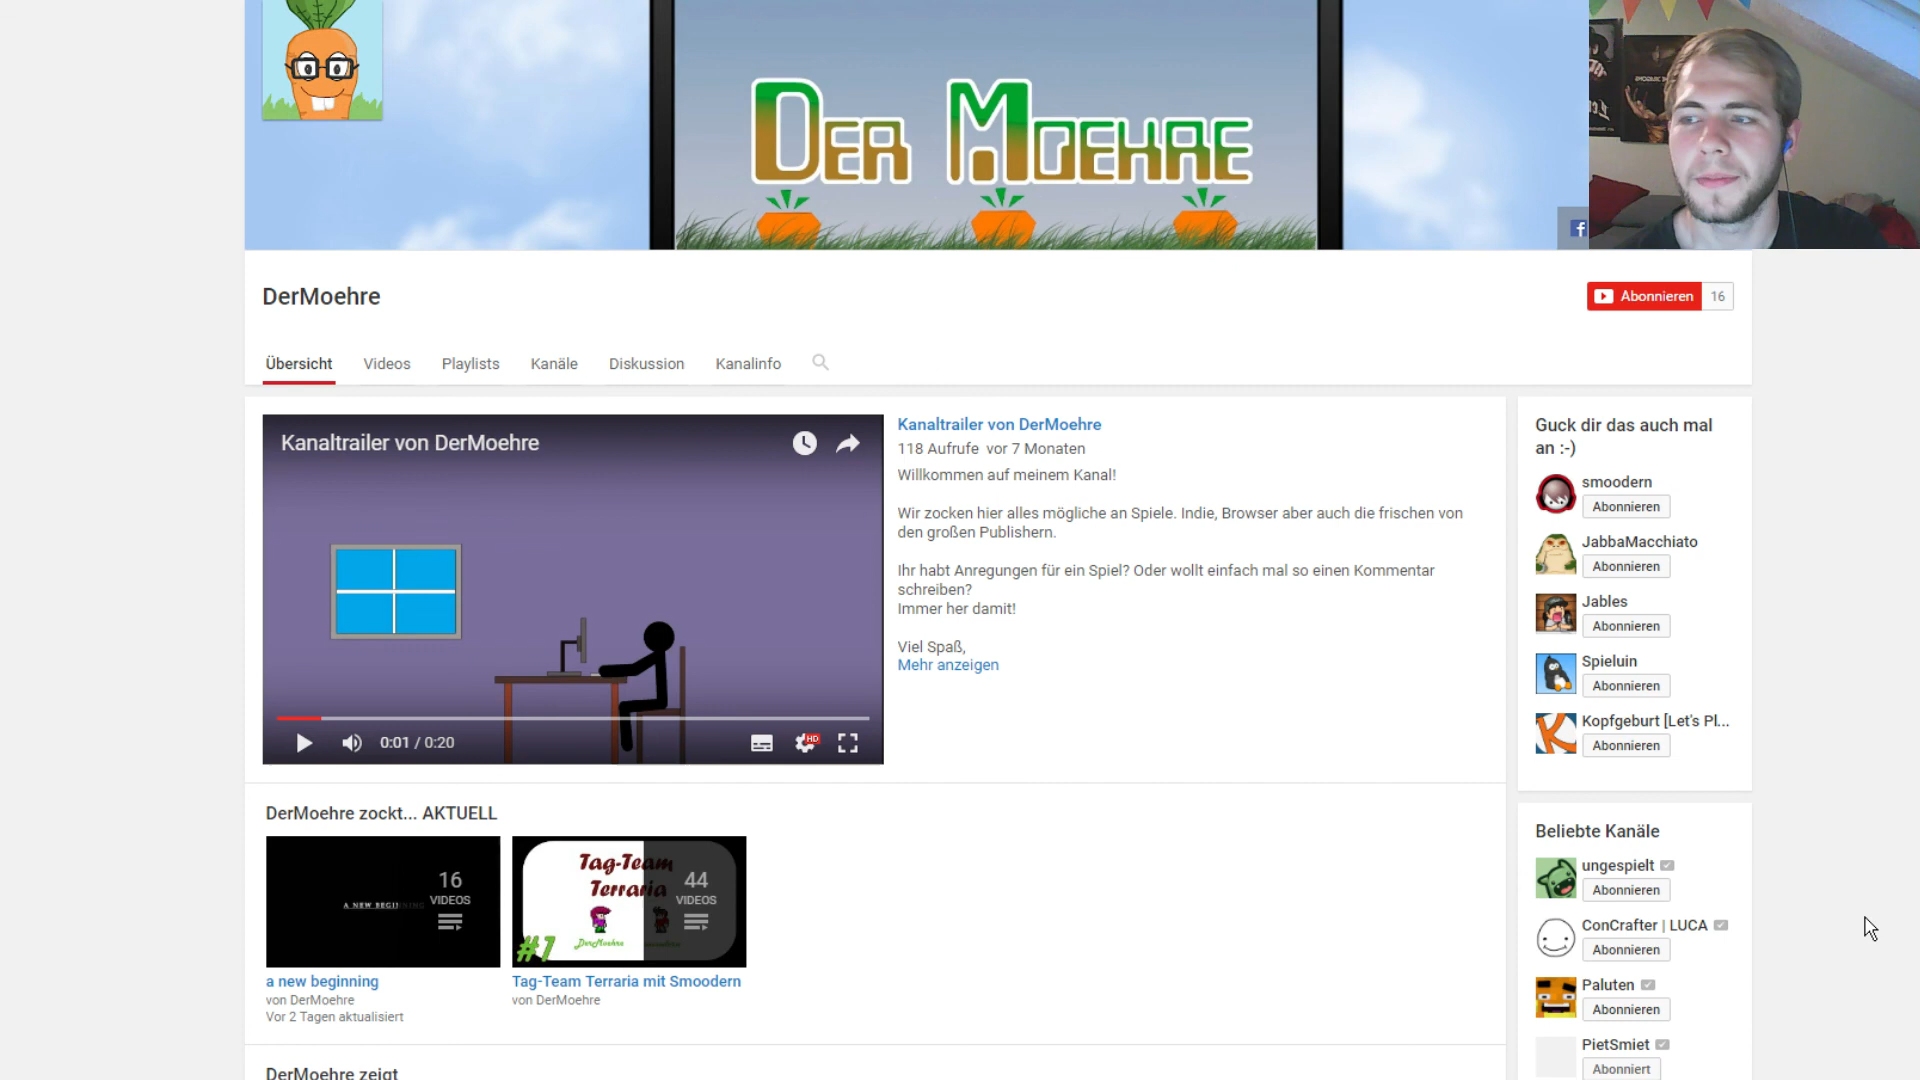 DER MOEHRE
DerMoehre
Abonnieren 16
Übersicht Videos Playlists Kanäle Diskussion Kanalinfo
Kanaltrailer von DerMoehre
0:01 / 0:20
HD
Kanaltrailer von DerMoehre
118 Aufrufe vor 7 Monaten
Willkommen auf meinem Kanal!
Wir zocken hier alles mögliche an Spiele. Indie, Browser aber auch die frischen von
den großen Publishern.
Ihr habt Anregungen für ein Spiel? Oder wollt einfach mal so einen Kommentar
schreiben?
Immer her damit!
Viel Spaß,
Mehr anzeigen
DerMoehre zockt... AKTUELL
A NEW BEGINNING
16
VIDEOS
a new beginning
von DerMoehre
Vor 2 Tagen aktualisiert
Tag-Team
Terraria
#1
DerMoehre
44
VIDEOS
Tag-Team Terraria mit Smoodern
von DerMoehre
DerMoehre zeigt
Guck dir das auch mal
an :-)
smoodern
Abonnieren
JabbaMacchiato
Abonnieren
Jables
Abonnieren
Spieluin
Abonnieren
Kopfgeburt [Let's Pl...
Abonnieren
Beliebte Kanäle
ungespielt
Abonnieren
ConCrafter | LUCA
Abonnieren
Paluten
Abonnieren
PietSmiet
Abonniert